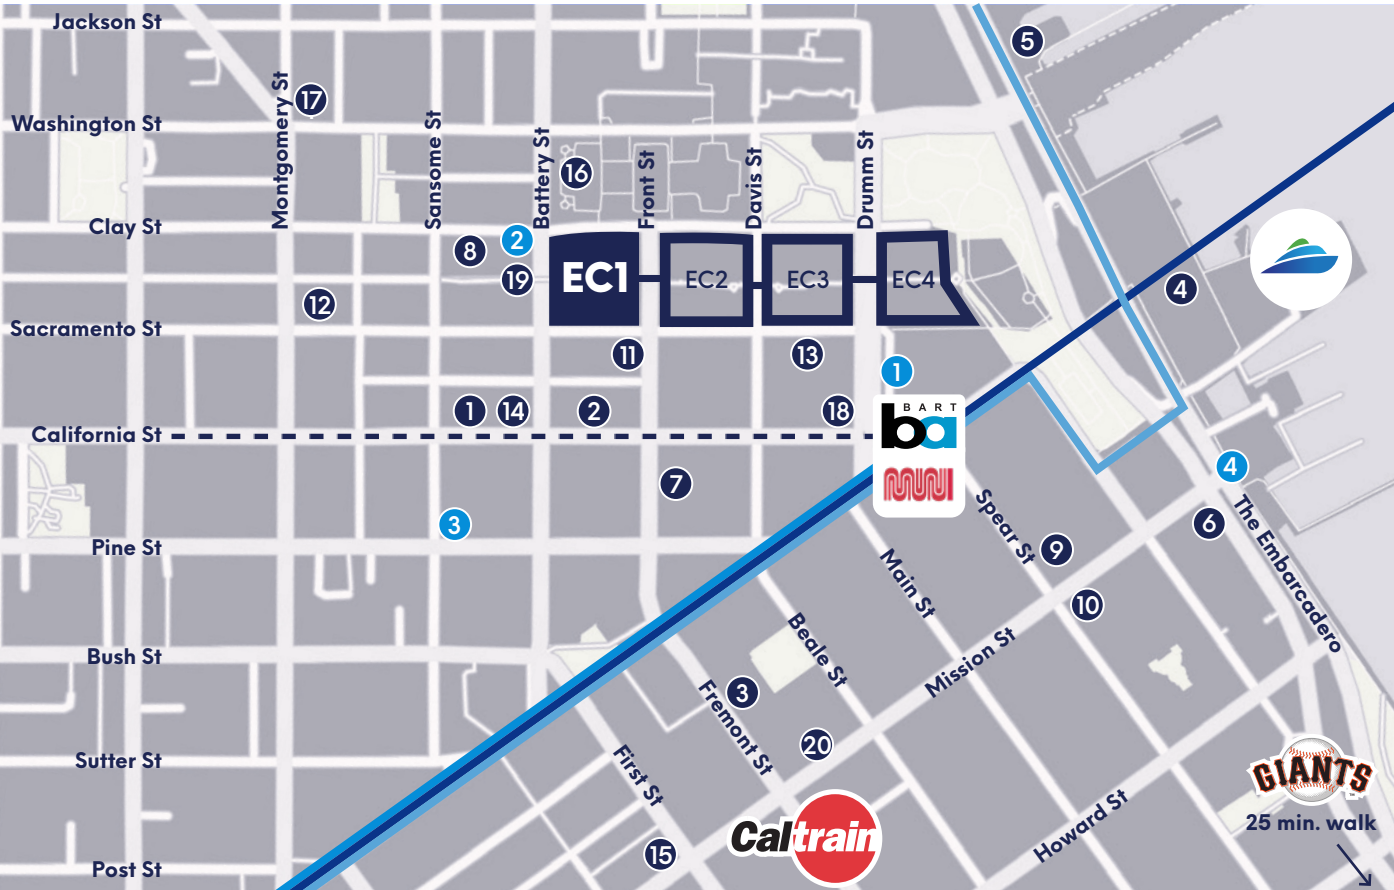 Jackson St
5
Montgomery St
17
Washington St
Sansome St
Battery St
16
Front St
Davis St
Drumm St
Clay St
8
2
19
EC1
EC2
EC3
EC4
4
12
Sacramento St
11
13
1
1
14
2
18
BART
ba
MUNI
California St
4
7
3
Spear St
6
The Embarcadero
Pine St
9
Main St
10
Bush St
Beale St
Mission St
3
Fremont St
20
Sutter St
First St
GIANTS
25 min. walk
Howard St
Caltrain
15
Post St